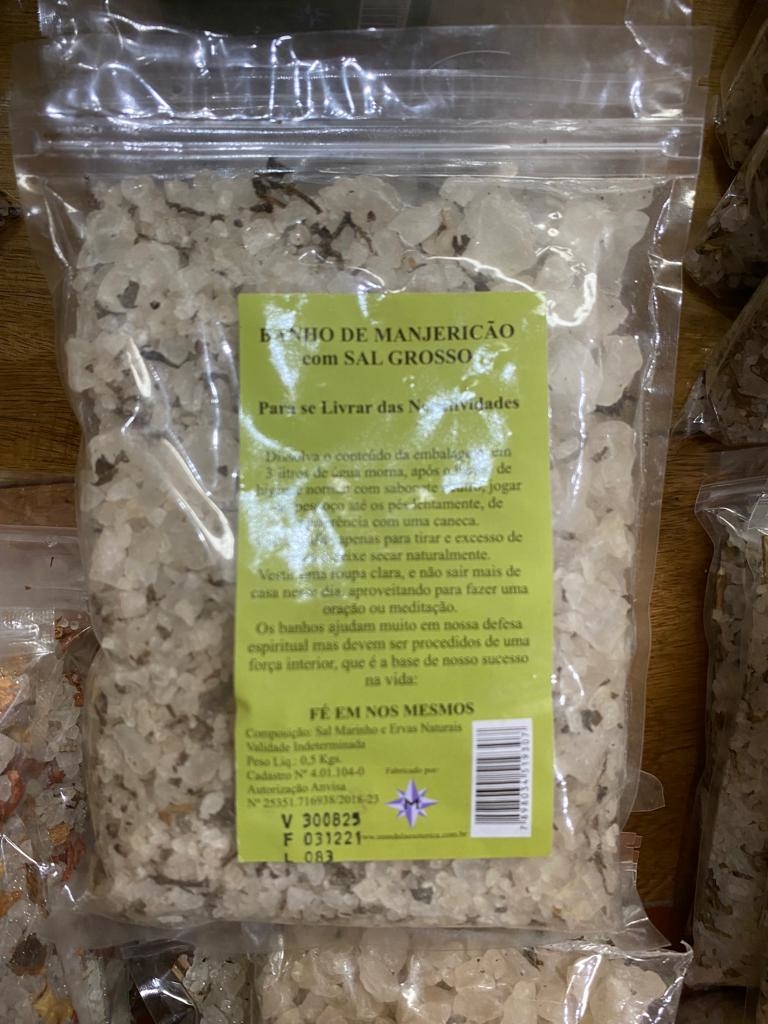 BANHO DE MANJERICÃO
com SAL GROSSO
Para se Livrar das
Dissolva o conteúdo da em
3 litros de água morna, após o de
com sabonete jogar
até os pés lentamente, de
com uma caneca.
apenas para tirar e excesso de
secar naturalmente.
uma roupa clara, e não sair mais de
casa dia, aproveitando para fazer uma
oração ou meditação.
Os banhos ajudam muito em nossa defesa
espiritual mas devem ser procedidos de uma
força interior, que é a base de nosso sucesso
na vida:
FÉ EM NOS MESMOS
Composição: Sal Marinho e Ervas Naturais
Validade Indeterminada
Peso Liq.: 0,5 Kgs.
Cadastro Nº 4.01.104-0
Autorização Anvisa
Nº 25351.716938/2018-23
Fabricado por:
M
V 300825
F 031221
L 083
7898034519307